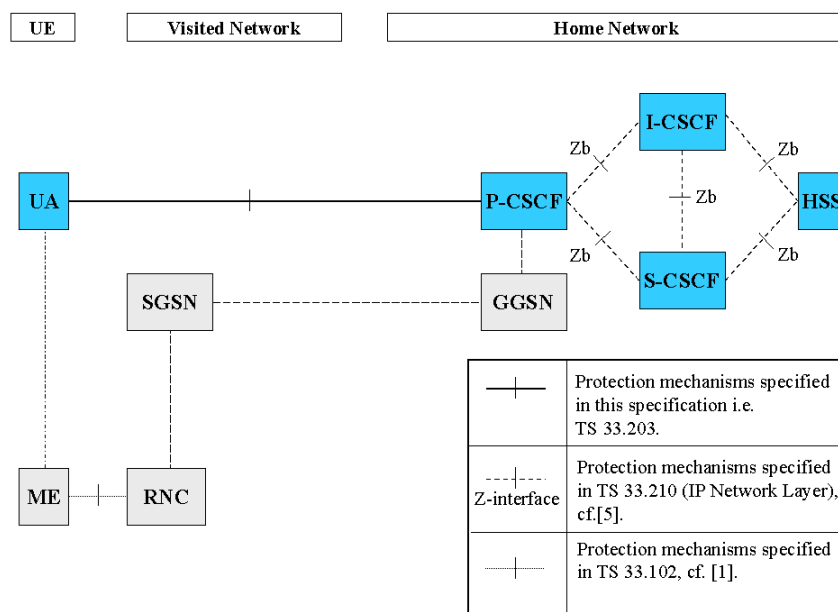 UE
Visited Network
Home Network
I-CSCF
Zb
Zb
UA
P-CSCF
Zb
HSS
Zb
Zb
S-CSCF
SGSN
GGSN
Protection mechanisms specified
in this specification i.e.
TS 33.203.
ME
RNC
Z-interface
Protection mechanisms specified
in TS 33.210 (IP Network Layer),
cf.[5].
Protection mechanisms specified
in TS 33.102, cf. [1].